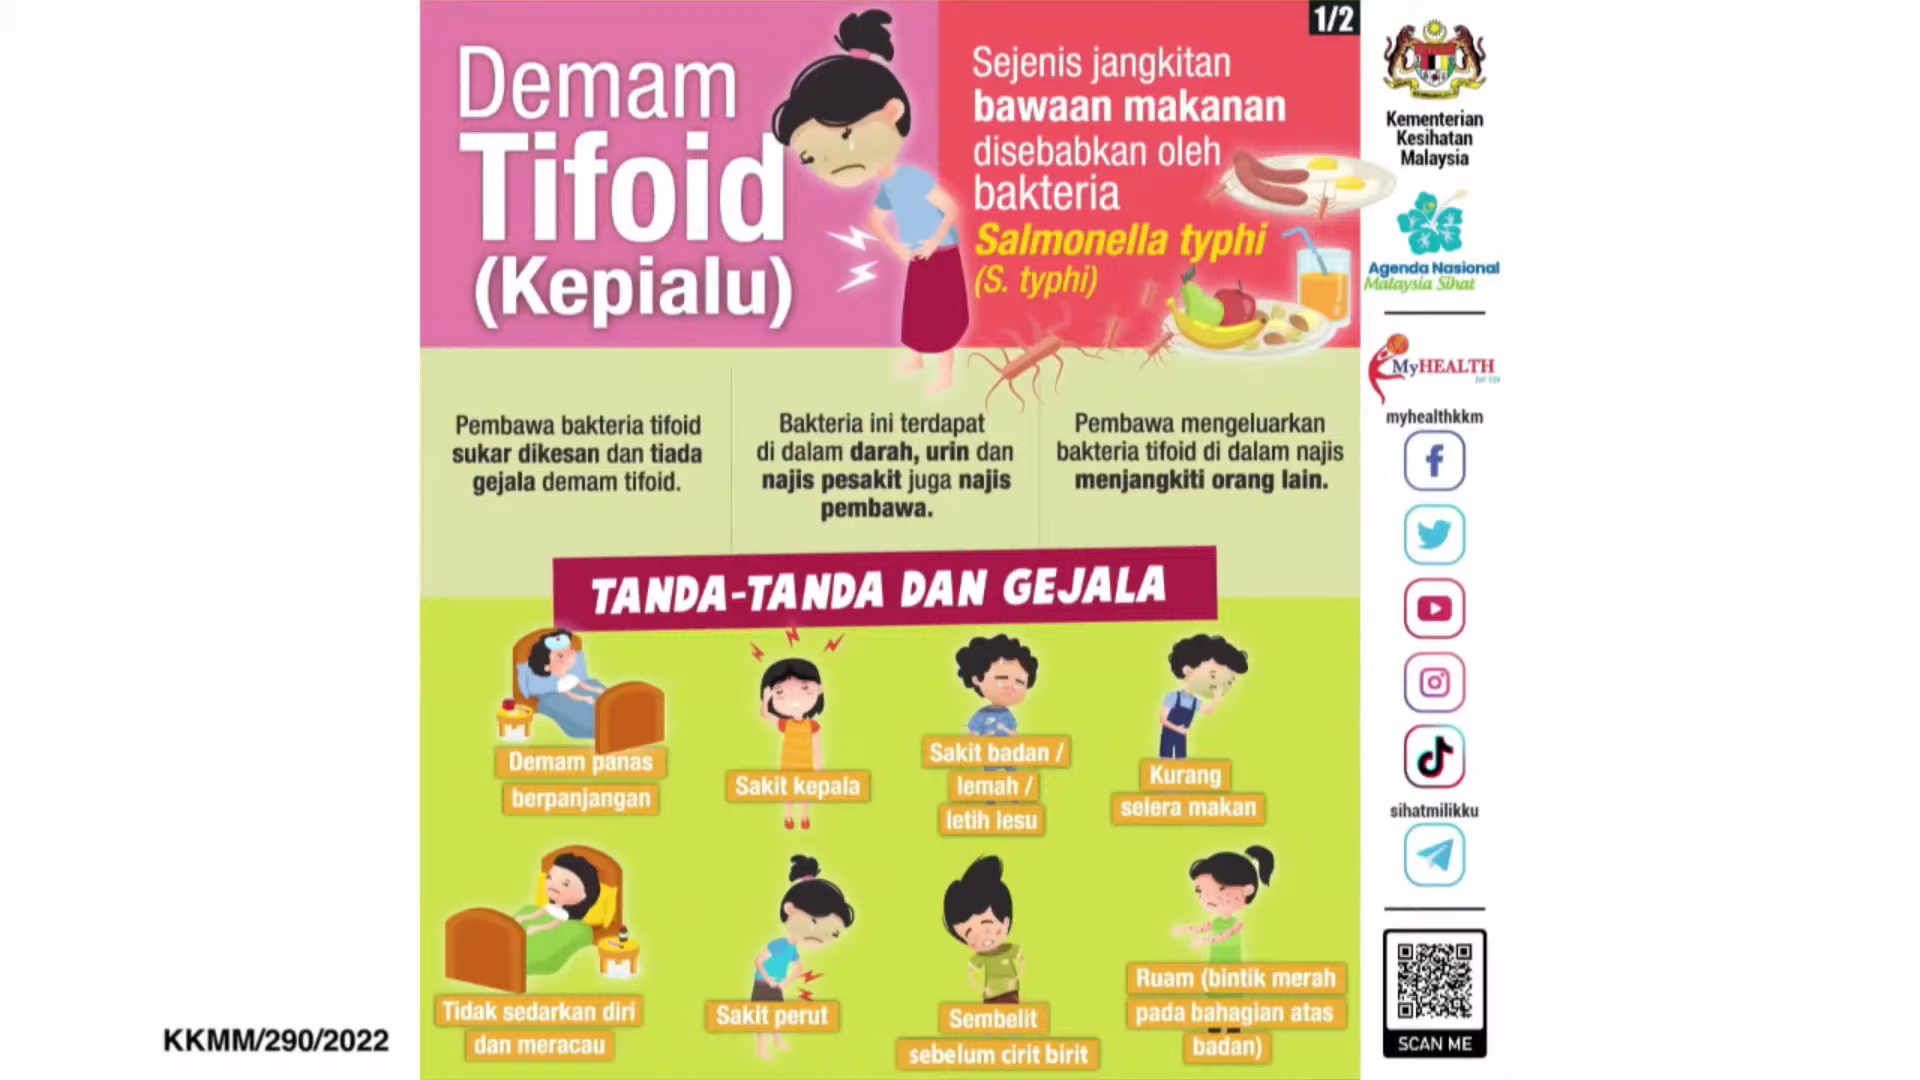 Demam
Tifoid
(Kepialu)
1/2
Sejenis jangkitan
bawaan makanan
disebabkan oleh
bakteria
Salmonella typhi
(S. typhi)
Pembawa bakteria tifoid
sukar dikesan dan tiada
gejala demam tifoid.
Bakteria ini terdapat
di dalam darah, urin dan
najis pesakit juga najis
pembawa.
Pembawa mengeluarkan
bakteria tifoid di dalam najis
menjangkiti orang lain.
TANDA-TANDA DAN GEJALA
Demam panas
berpanjangan
Sakit kepala
Sakit badan /
lemah /
letih lesu
Kurang
selera makan
Tidak sedarkan diri
dan meracau
Sakit perut
Sembelit
sebelum cirit birit
Ruam (bintik merah
pada bahagian atas
badan)
Kementerian
Kesihatan
Malaysia
Agenda Nasional
Malaysia Sihat
MyHEALTH
myhealthkkm
sihatmilikku
SCAN ME
KKMM/290/2022